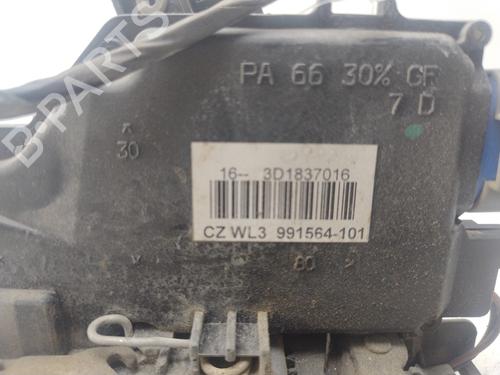 PA 66 30% GF
7 D
30
16-- 3D1837016
CZ WL3 991564-101
80
B-PARTS